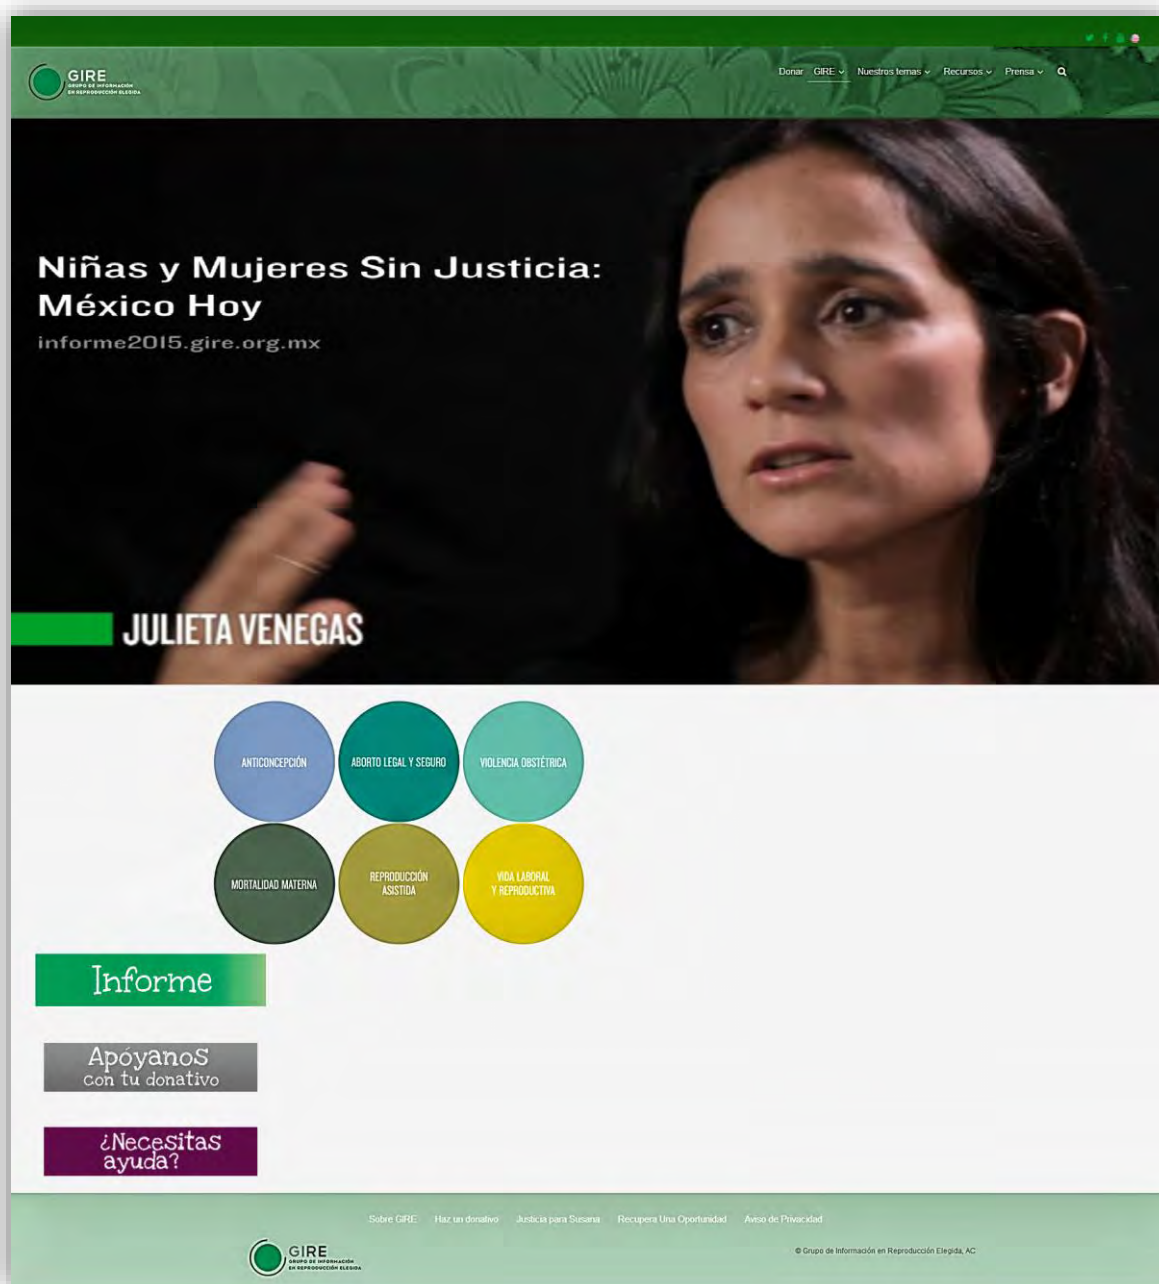 GIRE
GRUPO DE INFORMACIÓN
EN REPRODUCCIÓN ELEGIDA
Donar GIRE Nuestros temas Recursos Prensa
Niñas y Mujeres Sin Justicia:
México Hoy
informe2015.gire.org.mx
JULIETA VENEGAS
ANTICONCEPCIÓN
ABORTO LEGAL Y SEGURO
VIOLENCIA OBSTÉTRICA
MORTALIDAD MATERNA
REPRODUCCIÓN
ASISTIDA
VIDA LABORAL
Y REPRODUCTIVA
Informe
Apóyanos
con tu donativo
¿Necesitas
ayuda?
Sobre GIRE Haz un donativo Justicia para Susana Recupera Una Oportunidad Aviso de Privacidad
GIRE
GRUPO DE INFORMACIÓN
EN REPRODUCCIÓN ELEGIDA
© Grupo de Información en Reproducción Elegida, AC